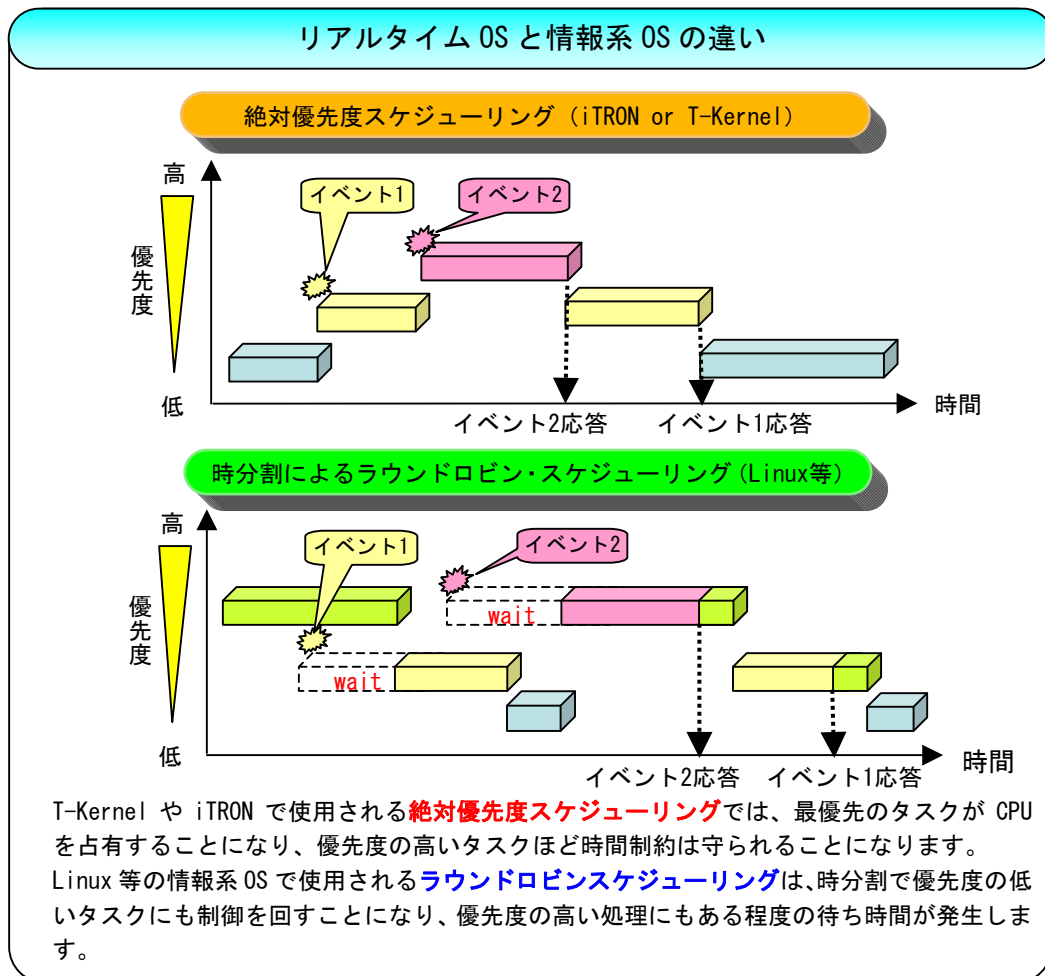 リアルタイム OS と情報系 OS の違い
絶対優先度スケジューリング（iTRON or T-Kernel）
高
優先度
低
イベント1
イベント2
イベント2応答
イベント1応答
時間
時分割によるラウンドロビン・スケジューリング（Linux等）
高
優先度
低
イベント1
イベント2
wait
wait
イベント2応答
イベント1応答
時間
T-Kernel や iTRON で使用される絶対優先度スケジューリングでは、最優先のタスクが CPU
を占有することになり、優先度の高いタスクほど時間制約は守られることになります。
Linux 等の情報系 OS で使用されるラウンドロビンスケジューリングは、時分割で優先度の低
いタスクにも制御を回すことになり、優先度の高い処理にもある程度の待ち時間が発生しま
す。